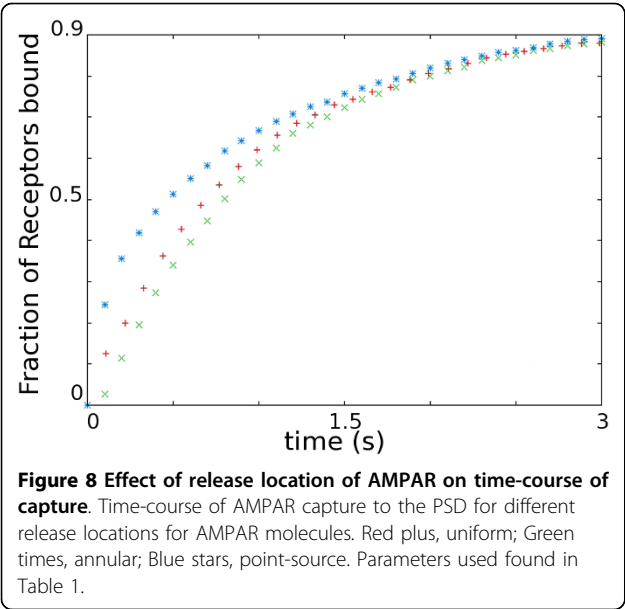 0.9
Fraction of Receptors bound
0.5
0
0
1.5
3
time (s)
Figure 8 Effect of release location of AMPAR on time-course of
capture. Time-course of AMPAR capture to the PSD for different
release locations for AMPAR molecules. Red plus, uniform; Green
times, annular; Blue stars, point-source. Parameters used found in
Table 1.